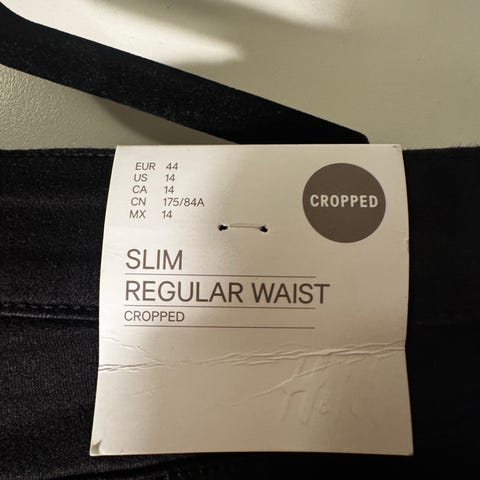 EUR 44
US 14
CA 14
CN 175/84A
MX 14
CROPPED
SLIM
REGULAR WAIST
CROPPED